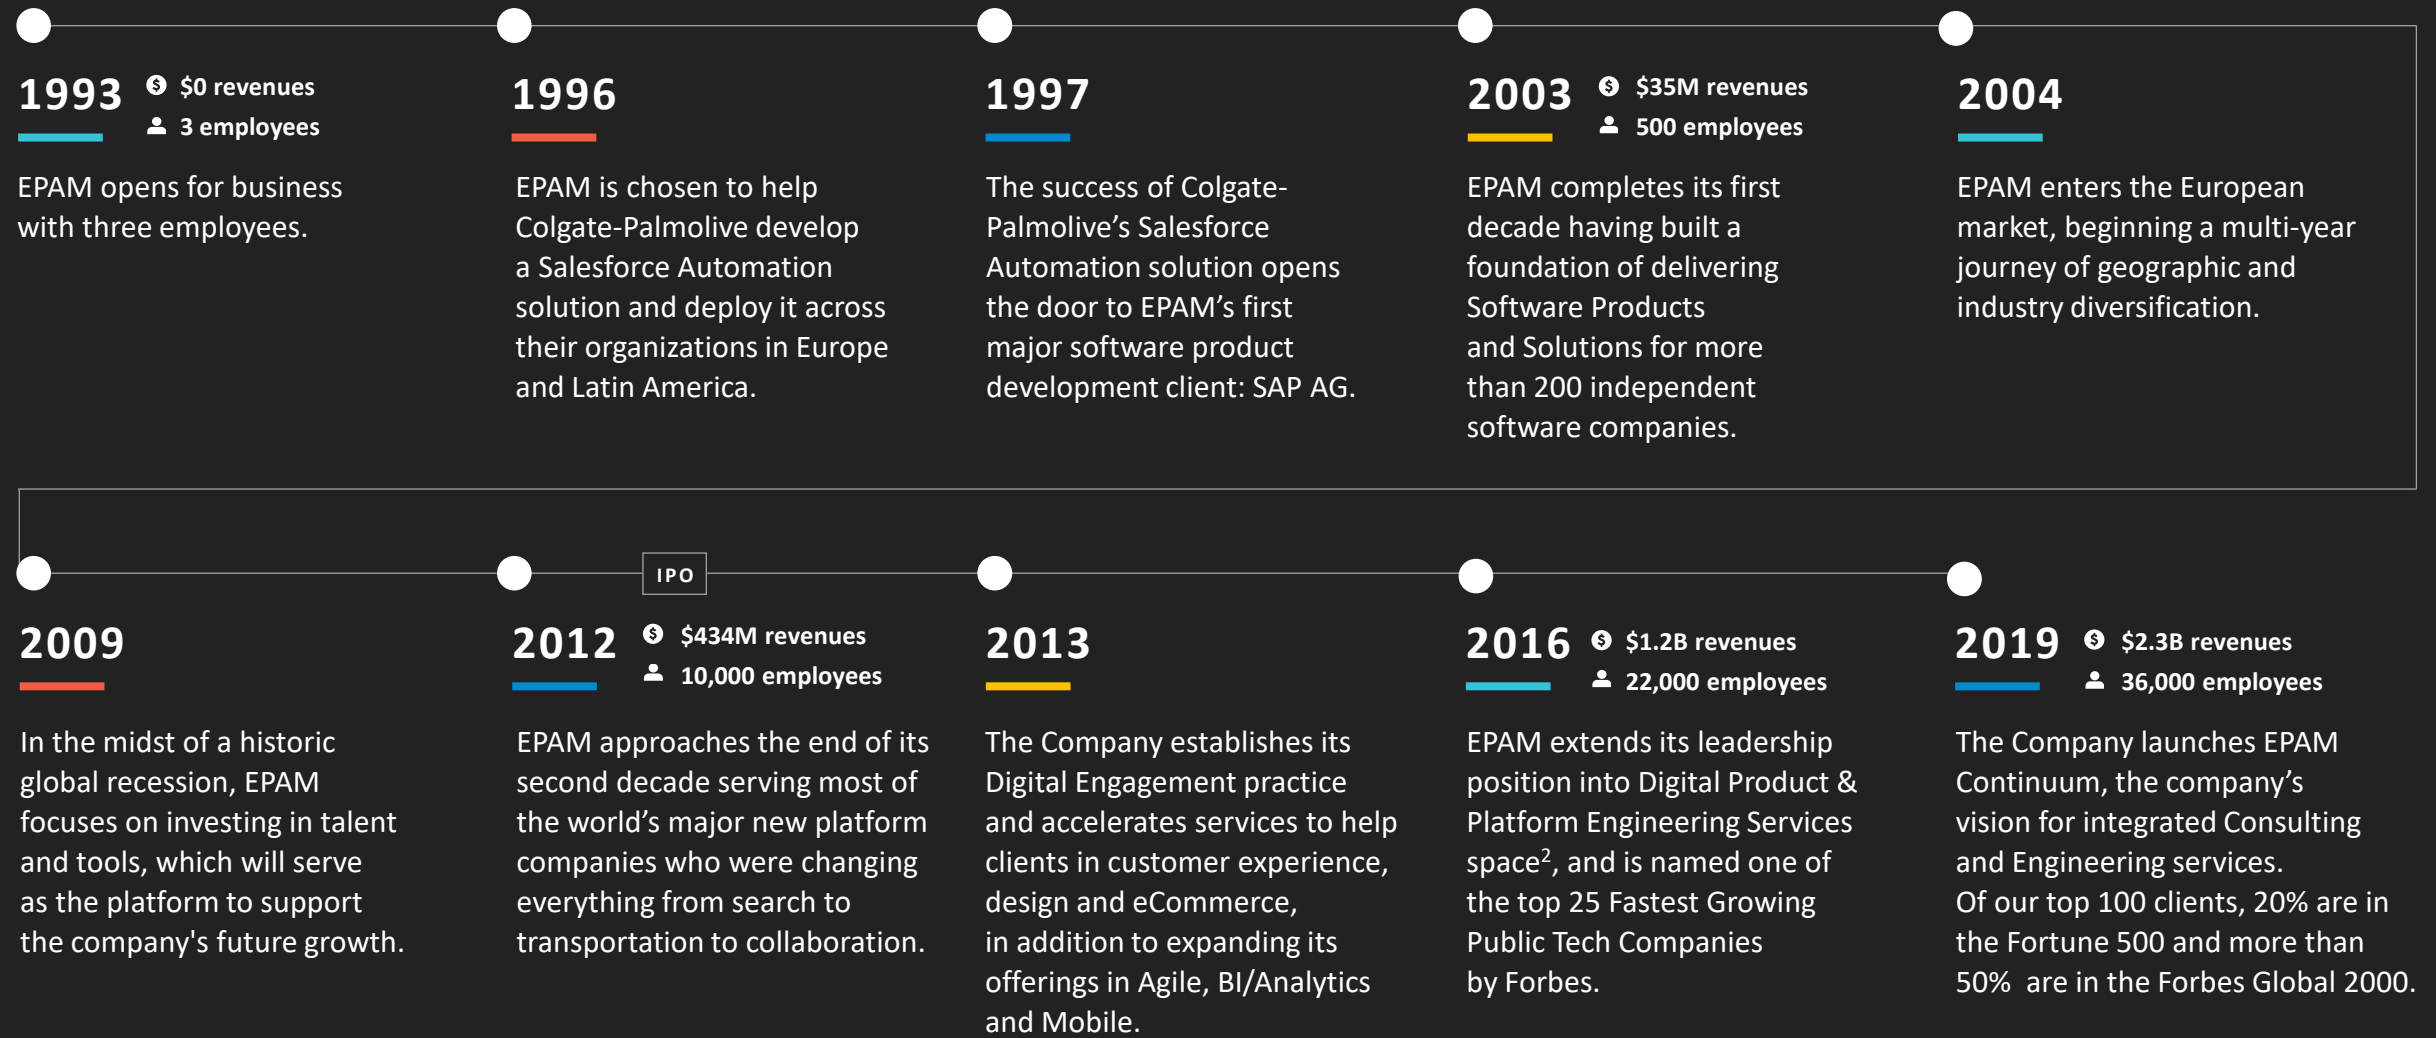 1993
$0 revenues
3 employees
EPAM opens for business
with three employees.
1996
EPAM is chosen to help
Colgate-Palmolive develop
a Salesforce Automation
solution and deploy it across
their organizations in Europe
and Latin America.
1997
The success of Colgate-
Palmolive’s Salesforce
Automation solution opens
the door to EPAM’s first
major software product
development client: SAP AG.
2003
$35M revenues
500 employees
EPAM completes its first
decade having built a
foundation of delivering
Software Products
and Solutions for more
than 200 independent
software companies.
2004
EPAM enters the European
market, beginning a multi-year
journey of geographic and
industry diversification.
2009
In the midst of a historic
global recession, EPAM
focuses on investing in talent
and tools, which will serve
as the platform to support
the company's future growth.
IPO
2012
$434M revenues
10,000 employees
EPAM approaches the end of its
second decade serving most of
the world’s major new platform
companies who were changing
everything from search to
transportation to collaboration.
2013
The Company establishes its
Digital Engagement practice
and accelerates services to help
clients in customer experience,
design and eCommerce,
in addition to expanding its
offerings in Agile, BI/Analytics
and Mobile.
2016
$1.2B revenues
22,000 employees
EPAM extends its leadership
position into Digital Product &
Platform Engineering Services
space², and is named one of
the top 25 Fastest Growing
Public Tech Companies
by Forbes.
2019
$2.3B revenues
36,000 employees
The Company launches EPAM
Continuum, the company’s
vision for integrated Consulting
and Engineering services.
Of our top 100 clients, 20% are in
the Fortune 500 and more than
50% are in the Forbes Global 2000.